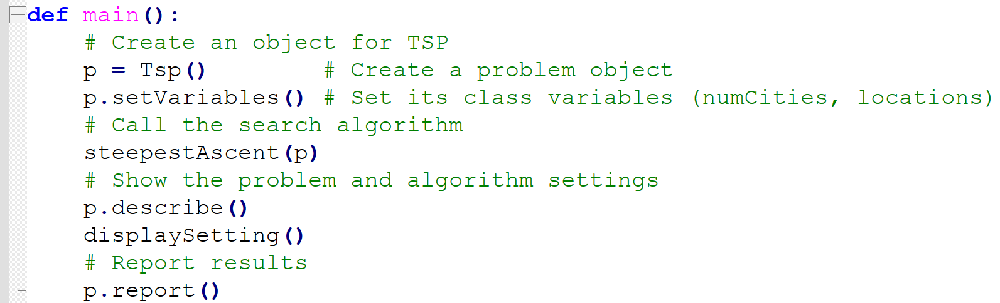 def main():
    # Create an object for TSP
    p = Tsp()        # Create a problem object
    p.setVariables() # Set its class variables (numCities, locations)
    # Call the search algorithm
    steepestAscent(p)
    # Show the problem and algorithm settings
    p.describe()
    displaySetting()
    # Report results
    p.report()